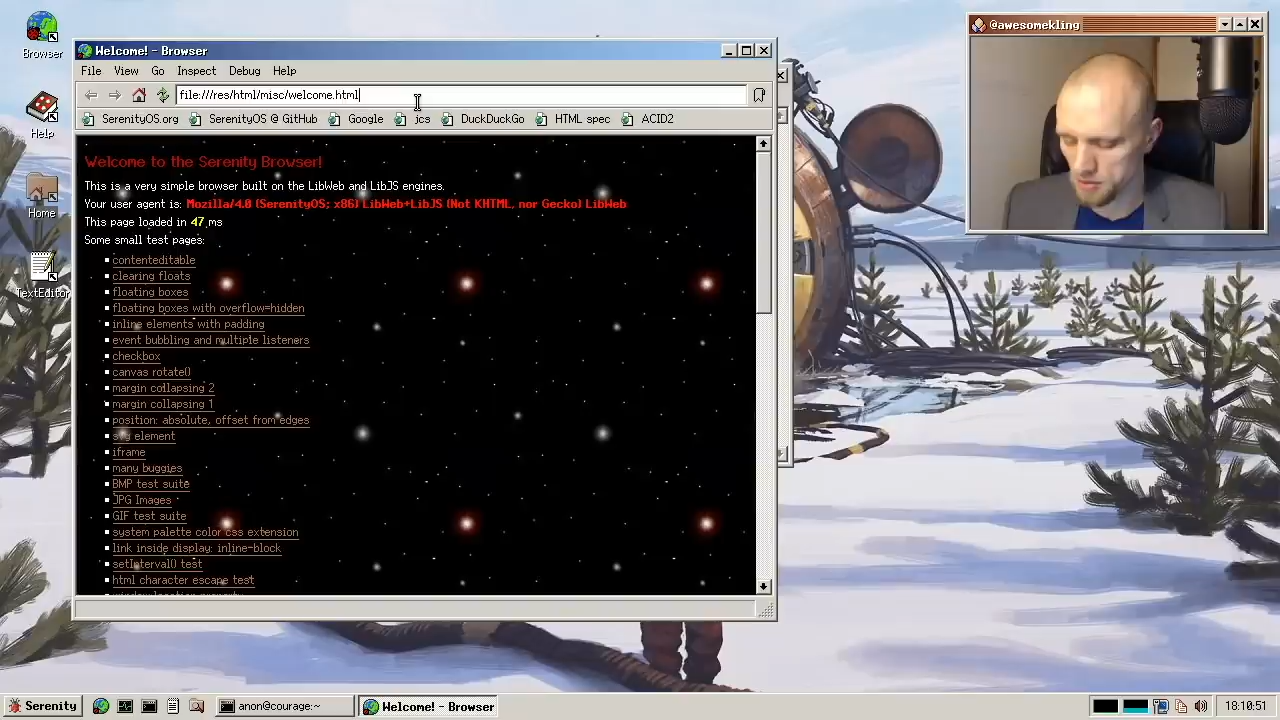 @awesomekling
Browser
Help
Home
TextEditor
Welcome! - Browser
File View Go Inspect Debug Help
file:///res/html/misc/welcome.html
SerenityOS.org SerenityOS @ GitHub Google jcs DuckDuckGo HTML spec ACID2
Welcome to the Serenity Browser!
This is a very simple browser built on the LibWeb and LibJS engines.
Your user agent is: Mozilla/4.0 (SerenityOS; x86) LibWeb+LibJS (Not KHTML, nor Gecko) LibWeb
This page loaded in 47 ms
Some small test pages:
contenteditable
clearing floats
floating boxes
floating boxes with overflow=hidden
inline elements with padding
event bubbling and multiple listeners
checkbox
canvas rotate()
margin collapsing 2
margin collapsing 1
position: absolute, offset from edges
svg element
iframe
many buggies
BMP test suite
JPG Images
GIF test suite
system palette color css extension
link inside display: inline-block
setInterval() test
html character escape test
Serenity anon@courage:~ Welcome! - Browser 18:10:51